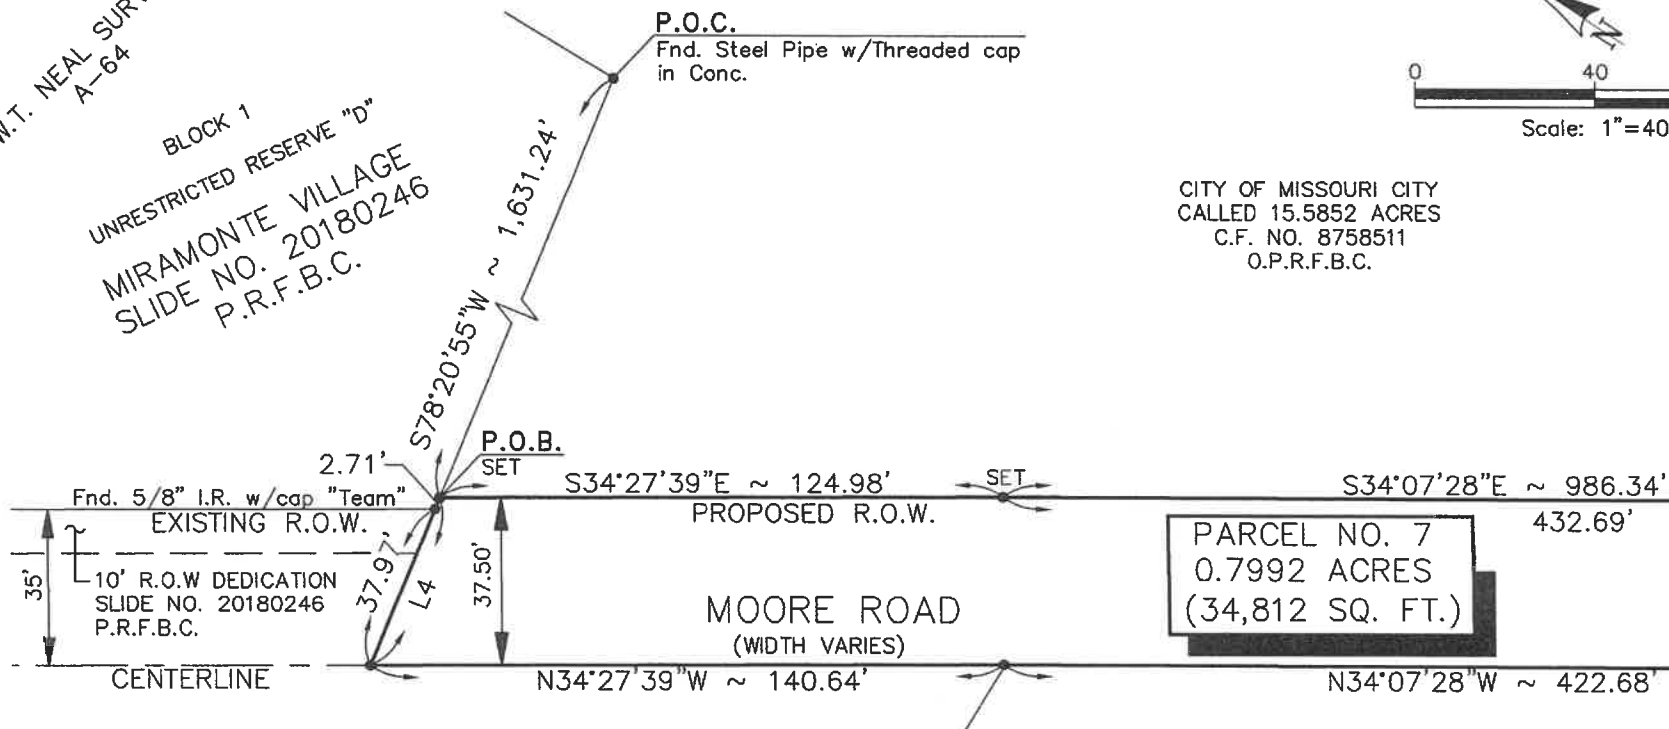 W.T. NEAL SURV
A-64
BLOCK 1
UNRESTRICTED RESERVE "D"
MIRAMONTE VILLAGE
SLIDE NO. 20180246
P.R.F.B.C.
P.O.C.
Fnd. Steel Pipe w/Threaded cap
in Conc.
S78°20'55"W ~ 1,631.24'
N
0 40
Scale: 1"=40
CITY OF MISSOURI CITY
CALLED 15.5852 ACRES
C.F. NO. 8758511
O.P.R.F.B.C.
P.O.B.
SET
2.71'
Fnd. 5/8" I.R. w/cap "Team"
EXISTING R.O.W.
35'
10' R.O.W DEDICATION
SLIDE NO. 20180246
P.R.F.B.C.
37.97'
L4
37.50'
S34°27'39"E ~ 124.98'
SET
PROPOSED R.O.W.
S34°07'28"E ~ 986.34'
432.69'
PARCEL NO. 7
0.7992 ACRES
(34,812 SQ. FT.)
MOORE ROAD
(WIDTH VARIES)
CENTERLINE
N34°27'39"W ~ 140.64'
N34°07'28"W ~ 422.68'